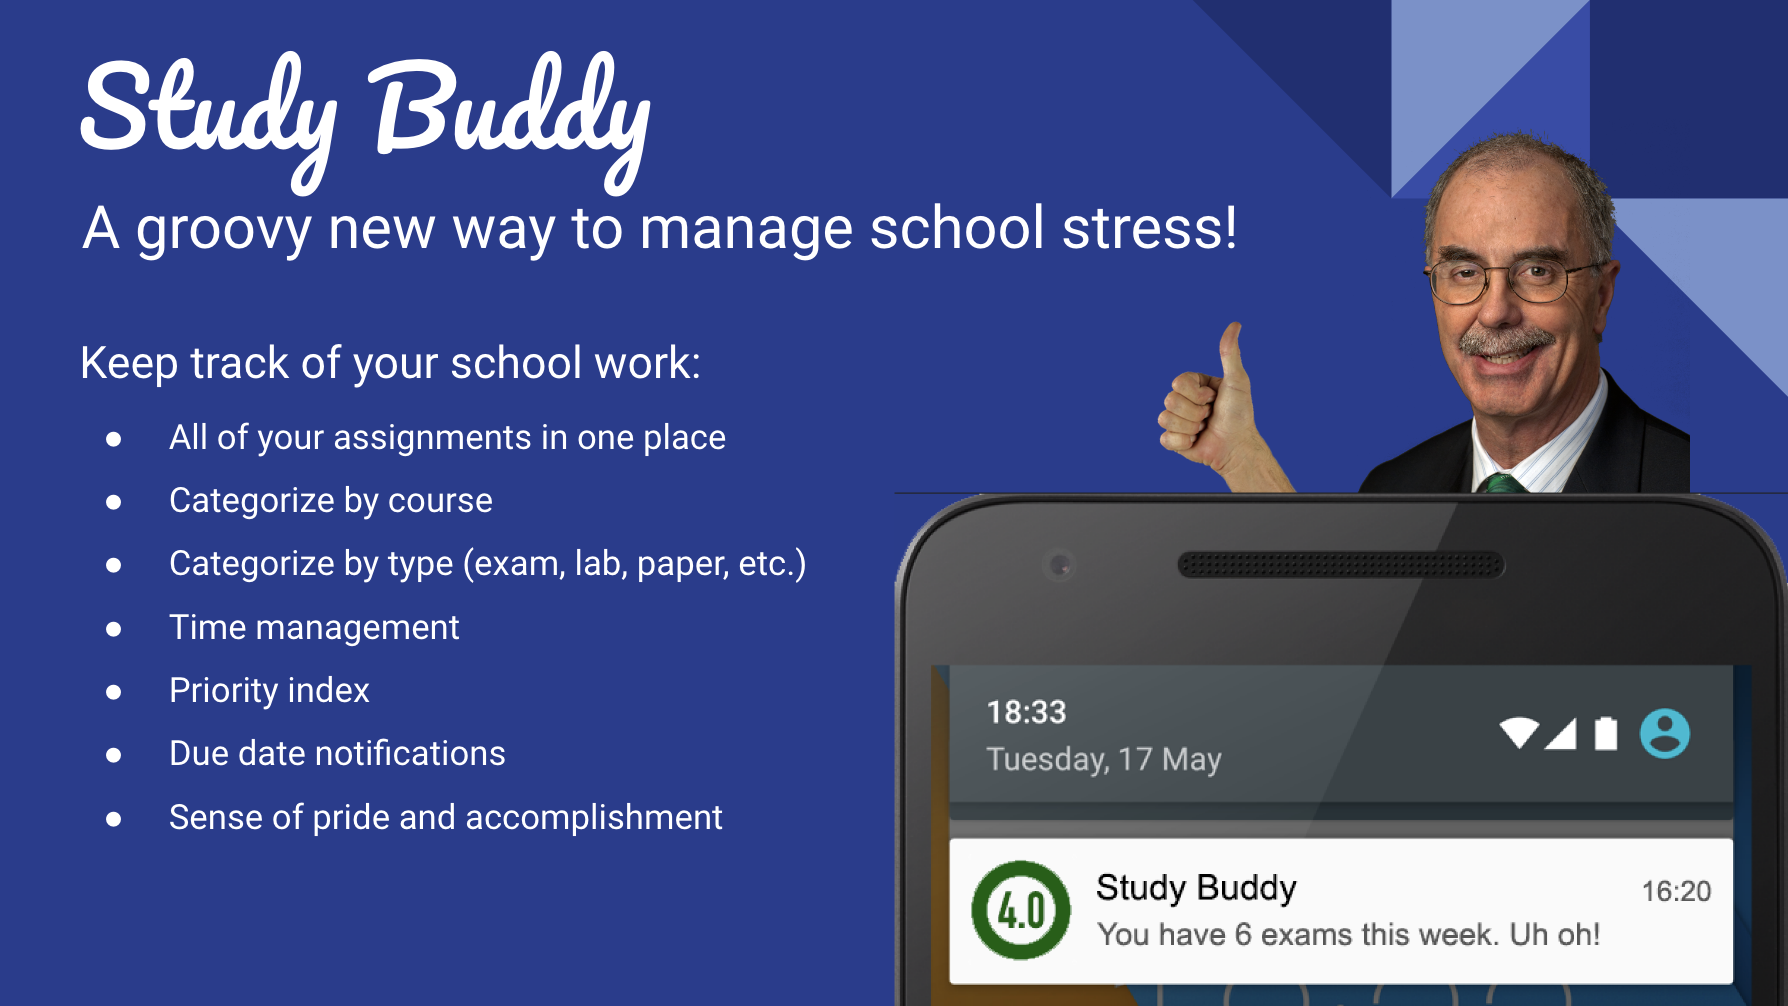 Study Buddy
A groovy new way to manage school stress!
Keep track of your school work:
● All of your assignments in one place
● Categorize by course
● Categorize by type (exam, lab, paper, etc.)
● Time management
● Priority index
● Due date notifications
● Sense of pride and accomplishment
18:33
Tuesday, 17 May
4.0
Study Buddy
16:20
You have 6 exams this week. Uh oh!